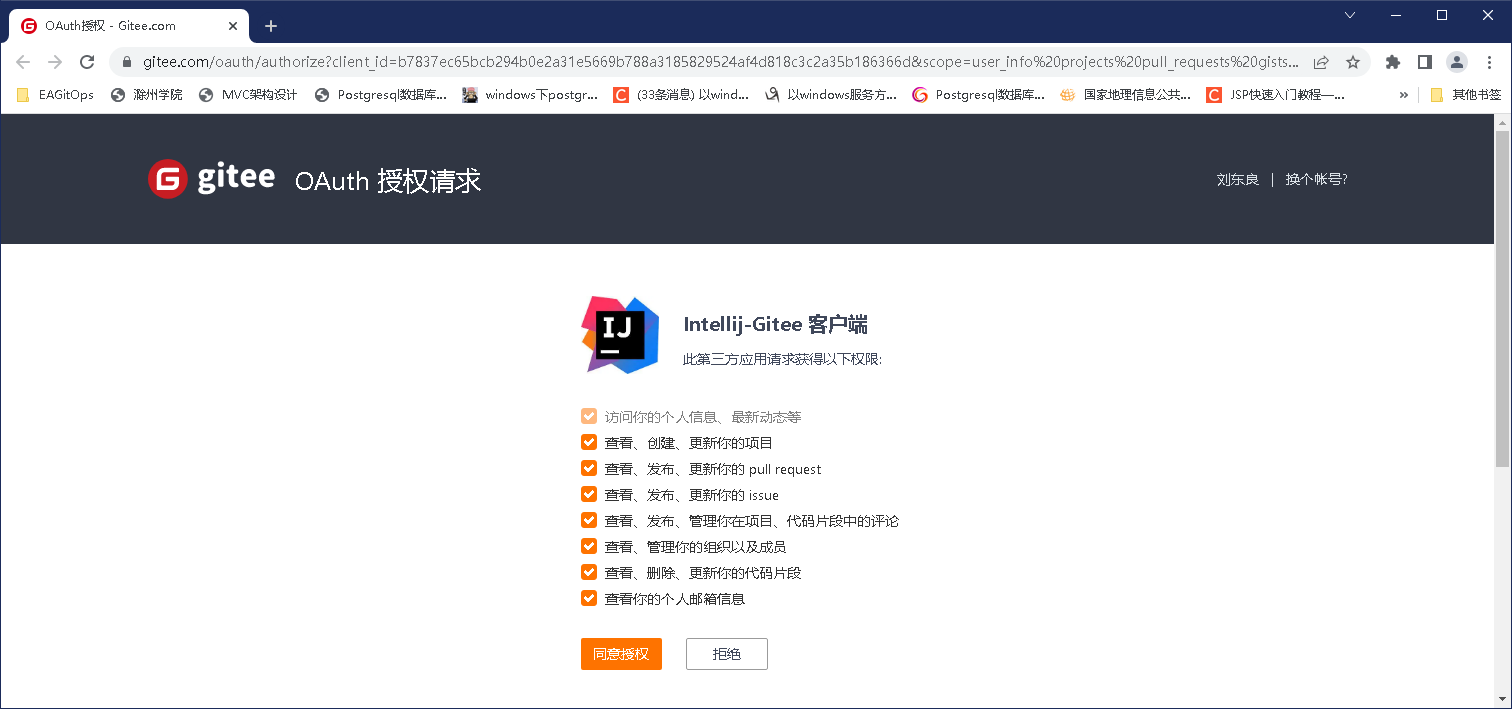 OAuth授权 - Gitee.com
gitee.com/oauth/authorize?client_id=b7837ec65bcb294b0e2a31e5669b788a3185829524af4d818c3c2a35b186366d&scope=user_info%20projects%20pull_requests%20gists...
EAGitOps 滁州学院 MVC架构设计 Postgresql数据库... windows下postgr... (33条消息) 以wind... 以windows服务方... Postgresql数据库... 国家地理信息公共... JSP快速入门教程—... » 其他书签
gitee OAuth 授权请求 刘东良 | 换个帐号?
IJ
Intellij-Gitee 客户端
此第三方应用请求获得以下权限:
访问你的个人信息、最新动态等
查看、创建、更新你的项目
查看、发布、更新你的 pull request
查看、发布、更新你的 issue
查看、发布、管理你在项目、代码片段中的评论
查看、管理你的组织以及成员
查看、删除、更新你的代码片段
查看你的个人邮箱信息
同意授权 拒绝